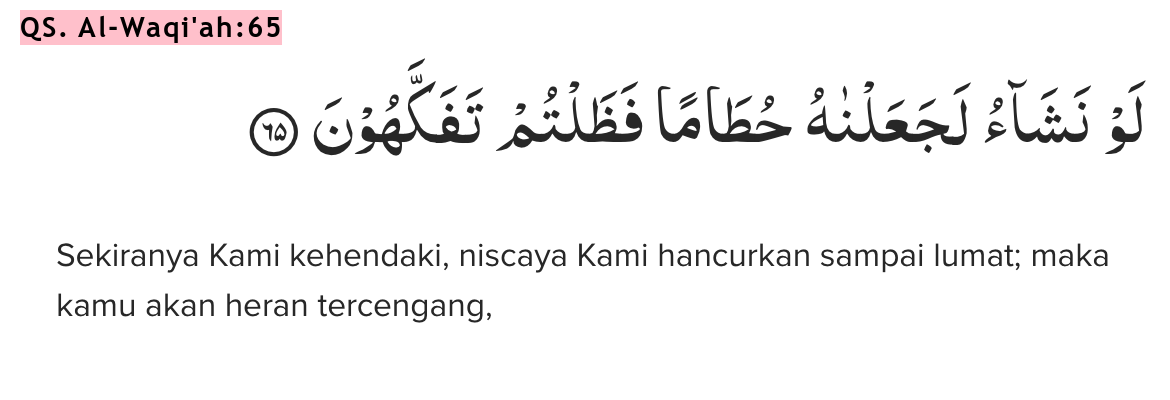 QS. Al-Waqi'ah:65
لَوْ نَشَاۤءُ لَجَعَلْنٰهُ حُطَامًا فَظَلْتُمْ تَفَكَّهُوْنَ ۝٦٥
Sekiranya Kami kehendaki, niscaya Kami hancurkan sampai lumat; maka
kamu akan heran tercengang,